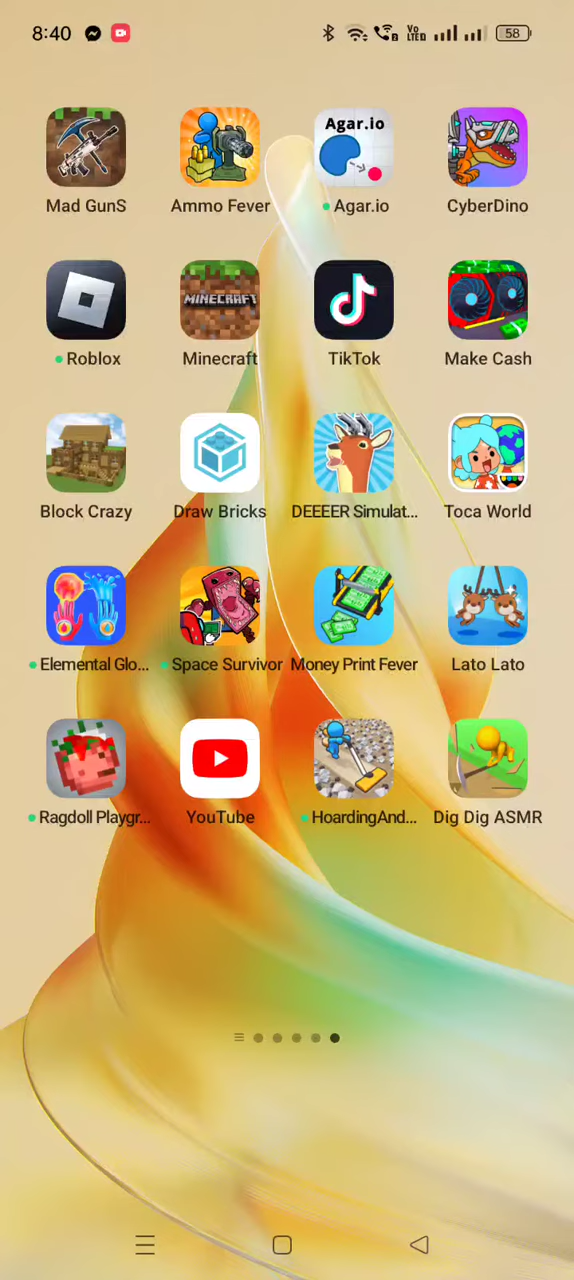 8:40
Vo
LTED
58
Agar.io
Mad GunS
Ammo Fever
Agar.io
CyberDino
MINECRAFT
Roblox
Minecraft
TikTok
Make Cash
Block Crazy
Draw Bricks
DEEEER Simulat...
Toca World
Elemental Glo...
Space Survivor
Money Print Fever
Lato Lato
Ragdoll Playgr...
YouTube
HoardingAnd...
Dig Dig ASMR